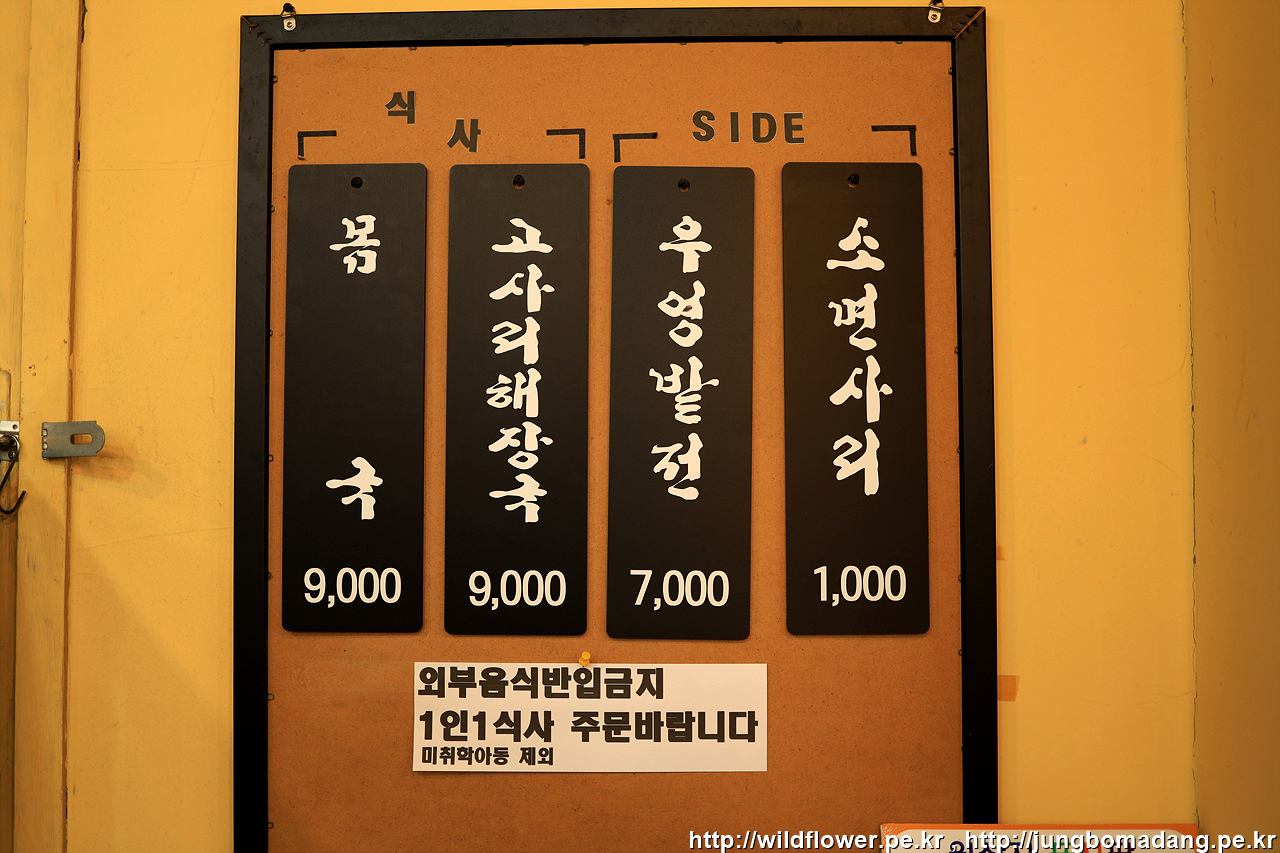 식사
SIDE
몸국
9,000
고사리해장국
9,000
우영밭전
7,000
소면사리
1,000
외부음식반입금지
1인1식사 주문바랍니다
미취학아동 제외
http://wildflower.pe.kr http://jungbomadang.pe.kr